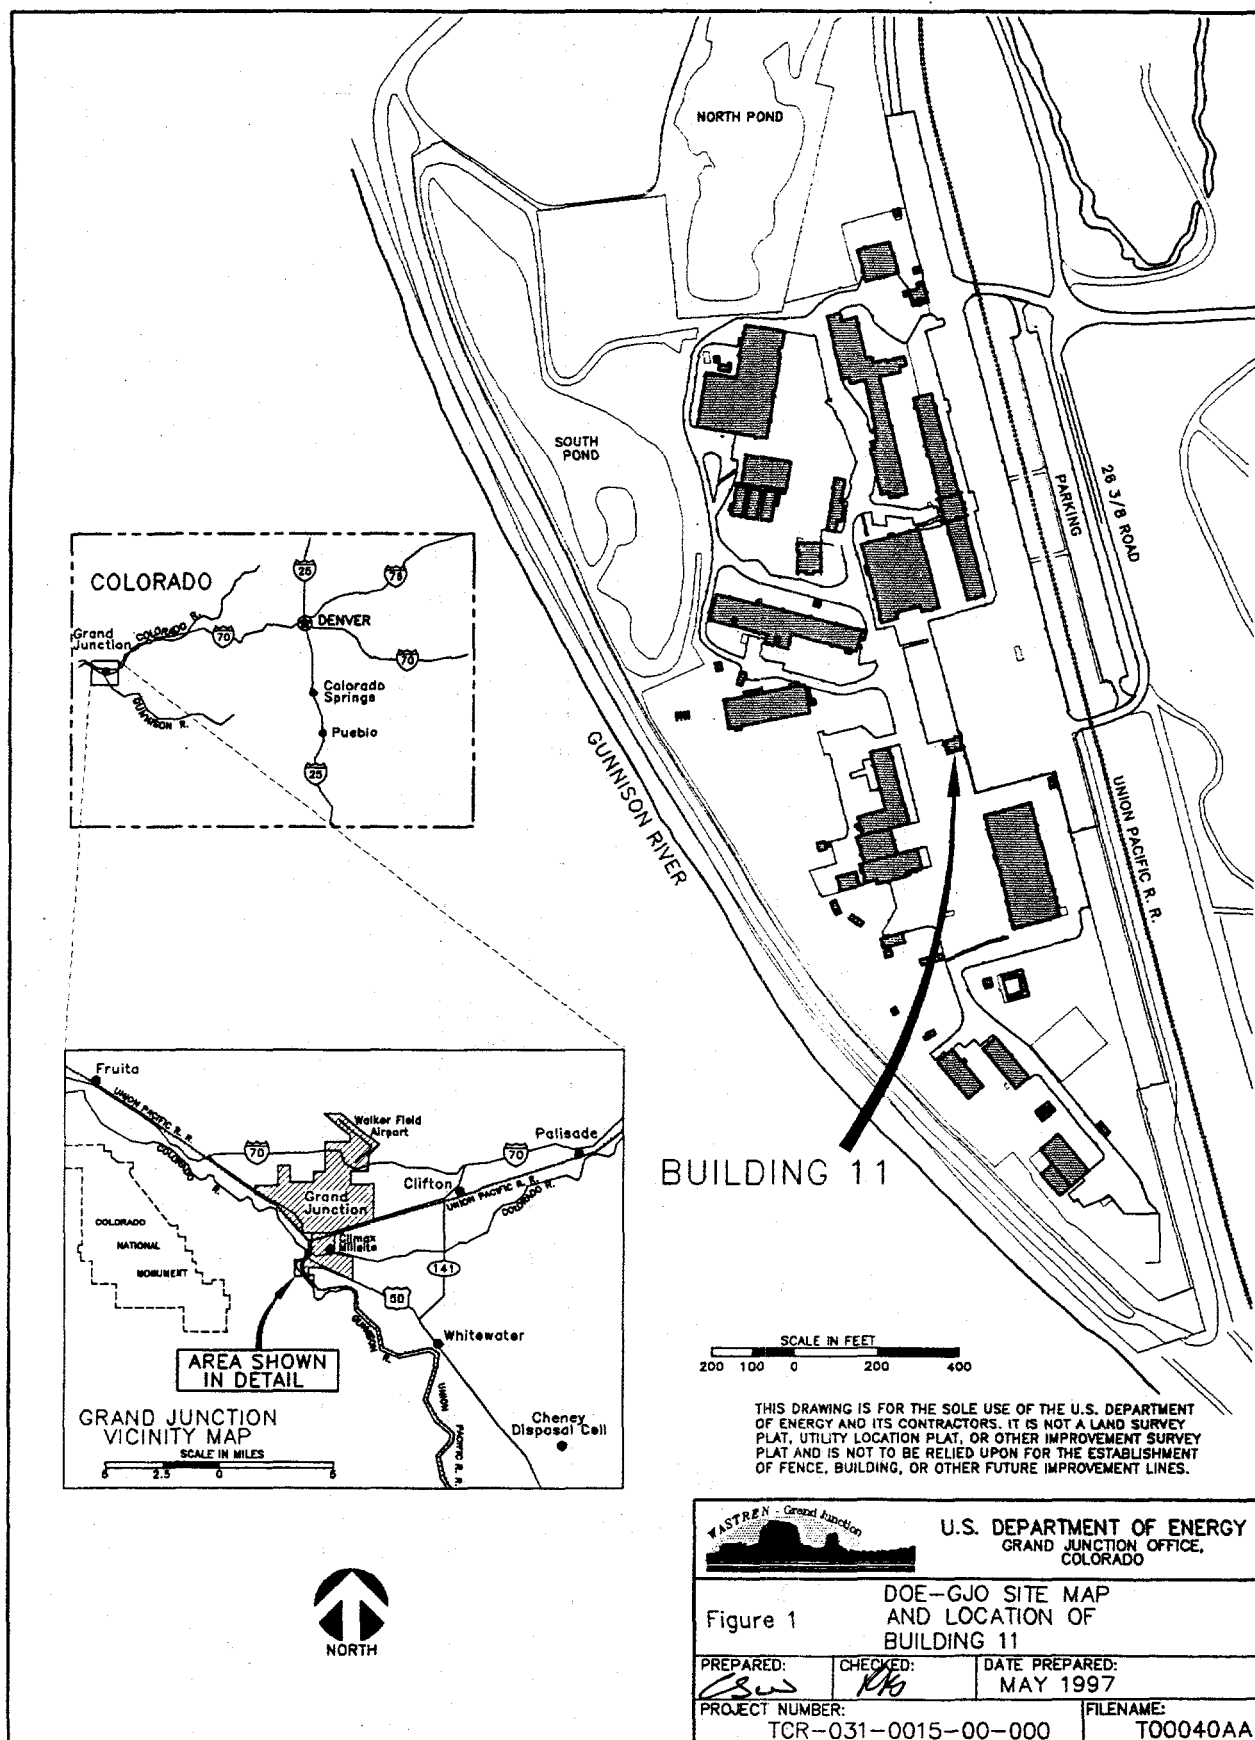 NORTH POND
SOUTH
POND
PARKING
26 3/8 ROAD
GUNNISON RIVER
UNION PACIFIC R. R.
BUILDING 11
COLORADO
25
76
70
DENVER
Grand
Junction
COLORADO R.
70
Colorado
Springs
GUNNISON R.
Pueblo
25
Fruita
UNION PACIFIC R. R.
Walker Field
Airport
70
70
Palisade
COLORADO R.
Clifton
Grand
Junction
UNION PACIFIC R. R.
COLORADO R.
COLORADO
NATIONAL
MONUMENT
Climax
Millsite
141
50
GUNNISON R.
Whitewater
AREA SHOWN
IN DETAIL
UNION PACIFIC R. R.
Cheney
Disposal Cell
GRAND JUNCTION
VICINITY MAP
SCALE IN MILES
5 2.5 0 5
SCALE IN FEET
200 100 0 200 400
THIS DRAWING IS FOR THE SOLE USE OF THE U.S. DEPARTMENT
OF ENERGY AND ITS CONTRACTORS. IT IS NOT A LAND SURVEY
PLAT, UTILITY LOCATION PLAT, OR OTHER IMPROVEMENT SURVEY
PLAT AND IS NOT TO BE RELIED UPON FOR THE ESTABLISHMENT
OF FENCE, BUILDING, OR OTHER FUTURE IMPROVEMENT LINES.
NORTH
WASTREN - Grand Junction
U.S. DEPARTMENT OF ENERGY
GRAND JUNCTION OFFICE,
COLORADO
Figure 1
DOE-GJO SITE MAP
AND LOCATION OF
BUILDING 11
PREPARED:
CHECKED:
DATE PREPARED:
MAY 1997
PROJECT NUMBER:
TCR-031-0015-00-000
FILENAME:
T00040AA